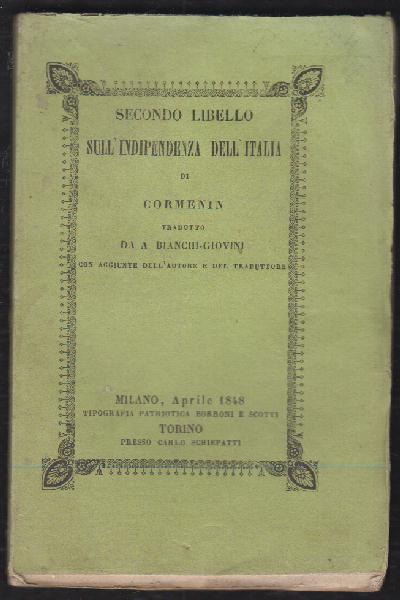 SECONDO LIBELLO
SULL'INDIPENDENZA DELL'ITALIA
DI
CORMENIN
TRADOTTO
DA A BIANCHI-GIOVINI
CON AGGIUNTE DELL'AUTORE E DEL TRADUTTORE
MILANO, Aprile 1848
TIPOGRAFIA PATRIOTICA BORRONI E SCOTTI
TORINO
PRESSO CARLO SCHIEPATTI